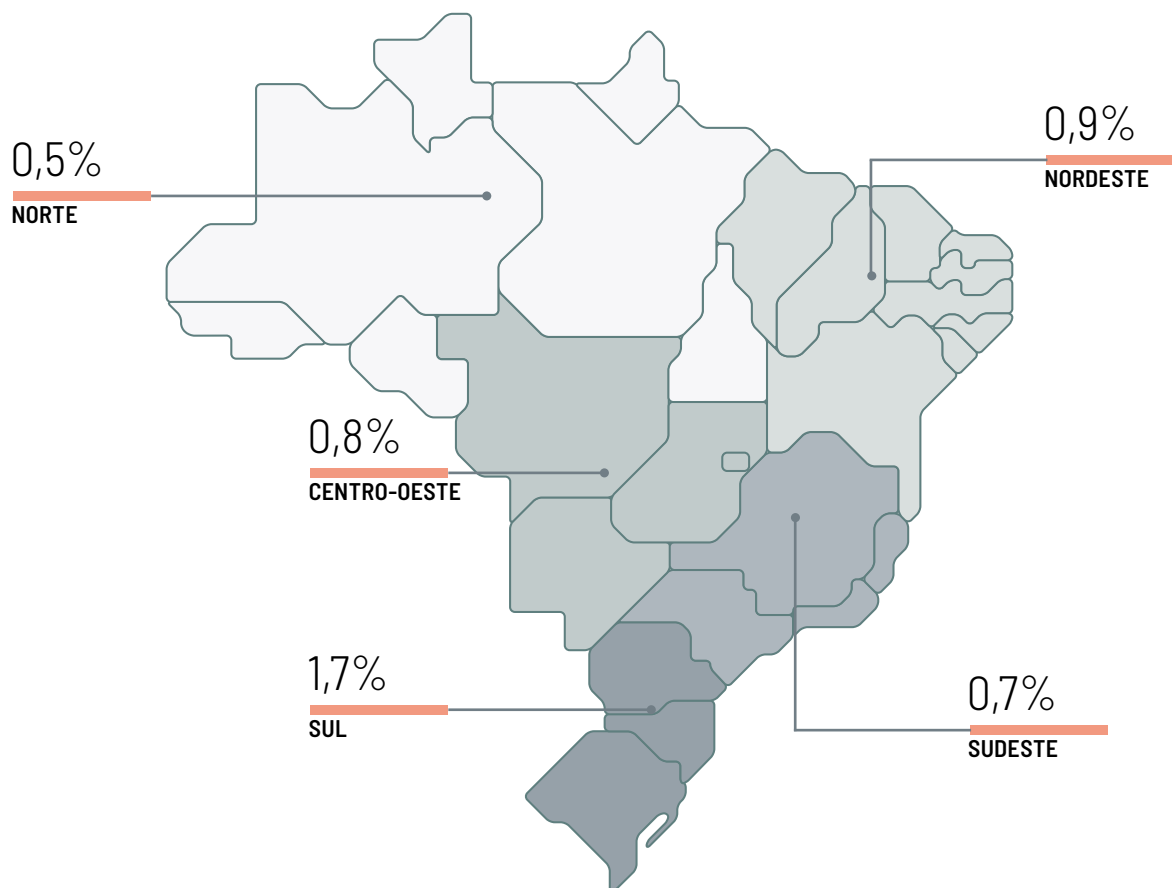 0,9%
NORDESTE
0,5%
NORTE
0,8%
CENTRO-OESTE
1,7%
SUL
0,7%
SUDESTE